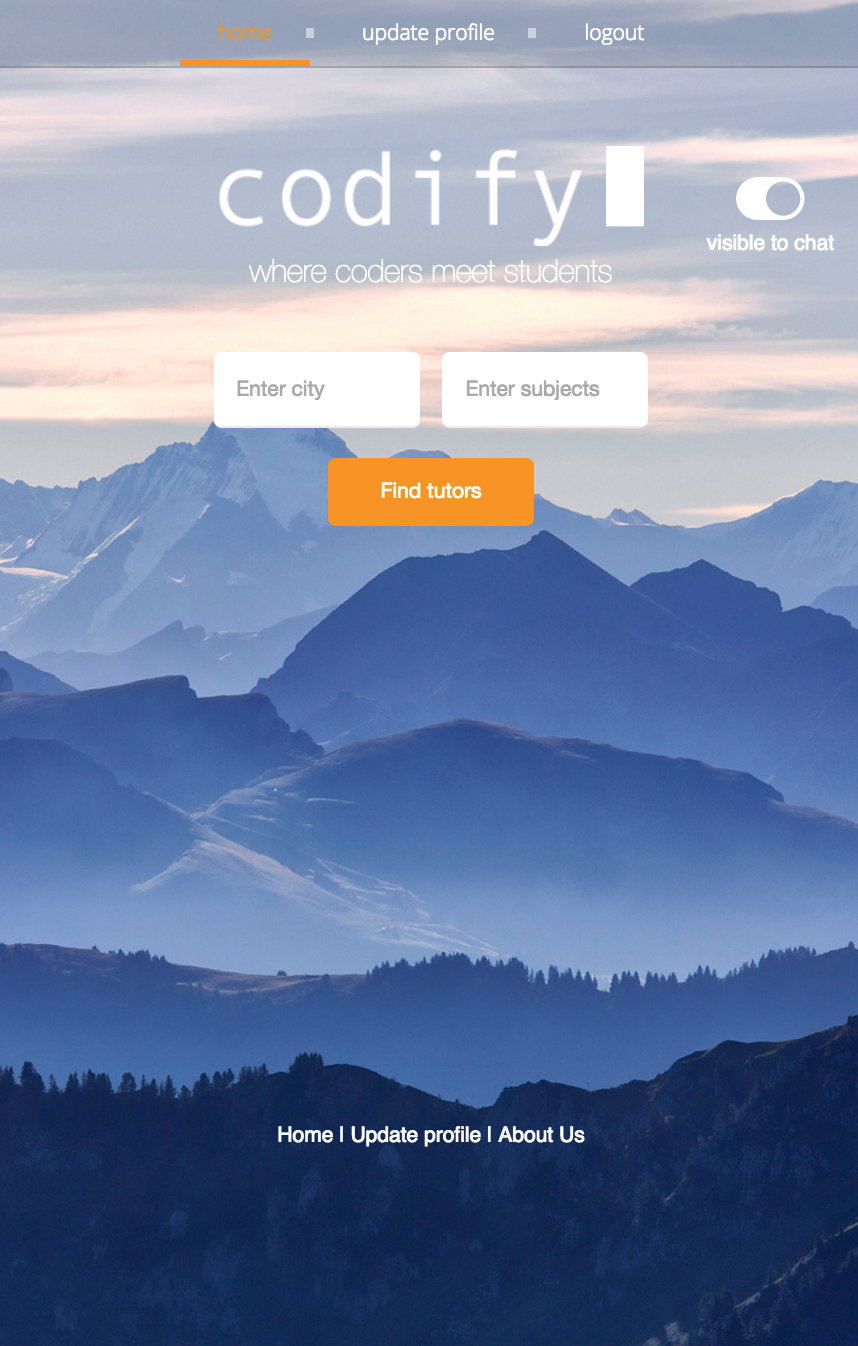 home update profile logout
codify
visible to chat
where coders meet students
Enter city Enter subjects
Find tutors
Home | Update profile | About Us